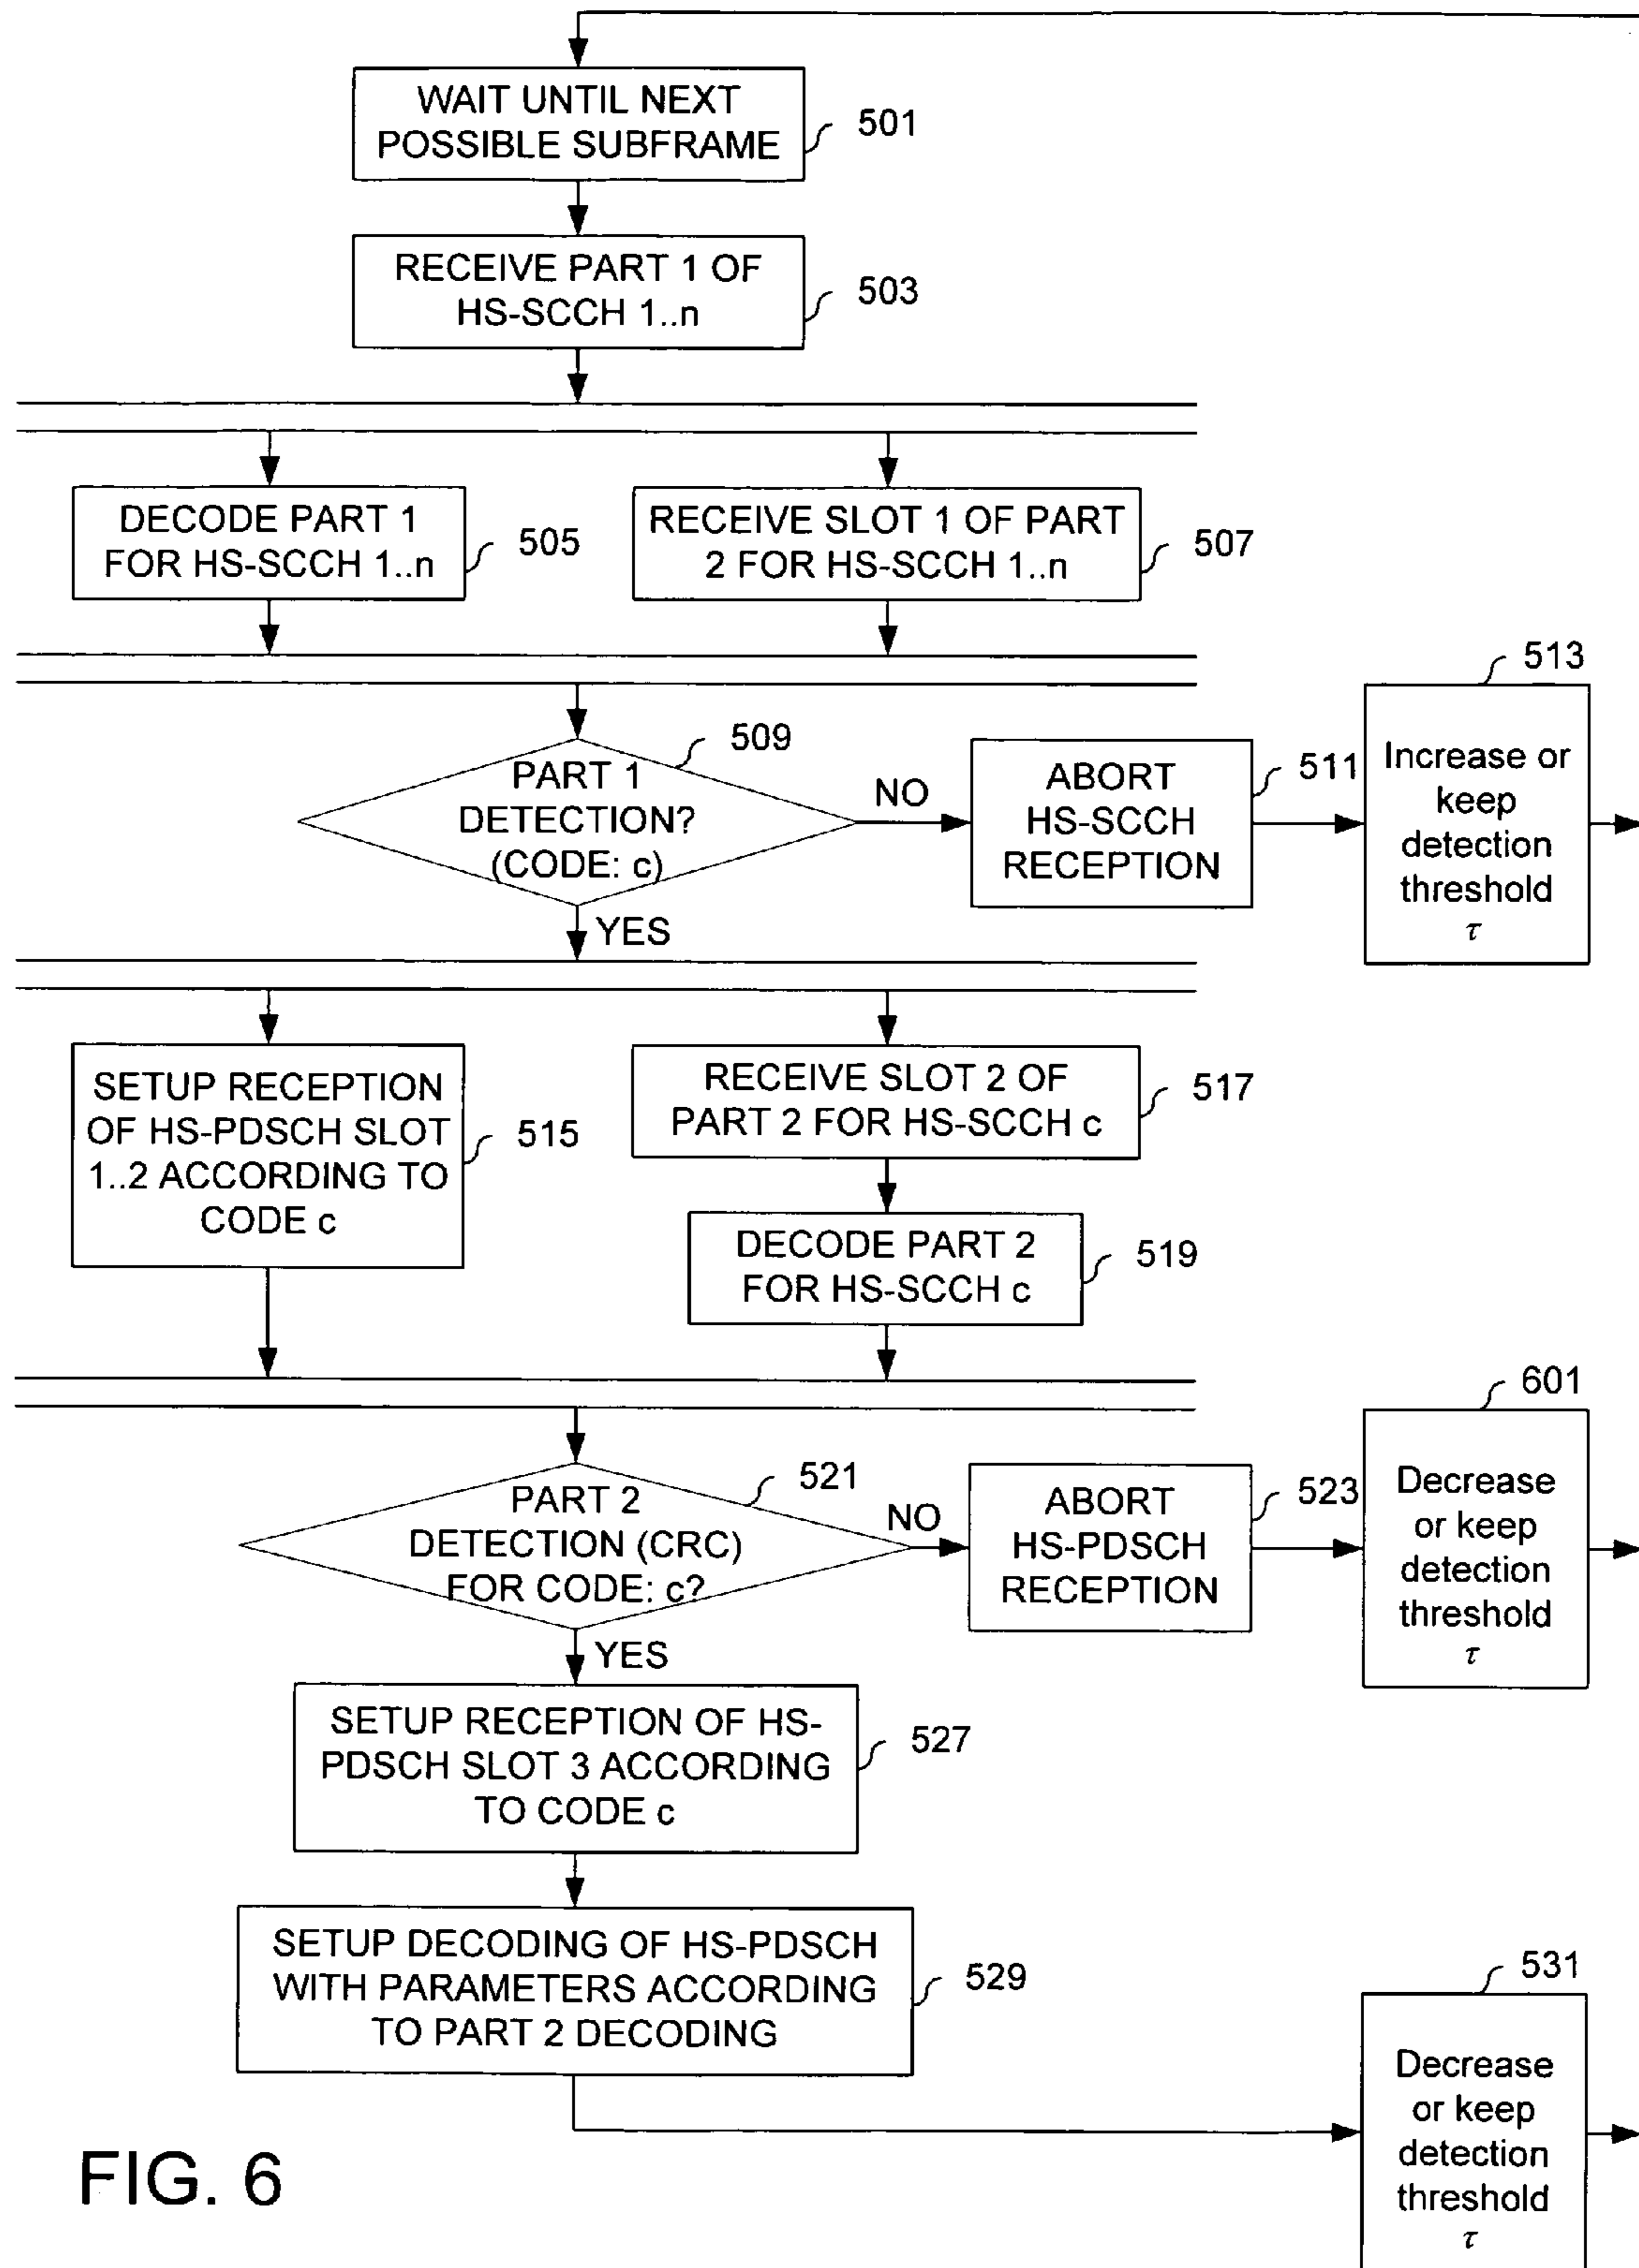 WAIT UNTIL NEXT
POSSIBLE SUBFRAME
501
RECEIVE PART 1 OF
HS-SCCH 1..n
503
DECODE PART 1
FOR HS-SCCH 1..n
505
RECEIVE SLOT 1 OF PART
2 FOR HS-SCCH 1..n
507
PART 1
DETECTION?
(CODE: c)
509
NO
YES
ABORT
HS-SCCH
RECEPTION
511
513
Increase or
keep
detection
threshold
τ
SETUP RECEPTION
OF HS-PDSCH SLOT
1..2 ACCORDING TO
CODE c
515
RECEIVE SLOT 2 OF
PART 2 FOR HS-SCCH c
517
DECODE PART 2
FOR HS-SCCH c
519
PART 2
DETECTION (CRC)
FOR CODE: c?
521
NO
YES
ABORT
HS-PDSCH
RECEPTION
523
601
Decrease
or keep
detection
threshold
τ
SETUP RECEPTION OF HS-
PDSCH SLOT 3 ACCORDING
TO CODE c
527
SETUP DECODING OF HS-PDSCH
WITH PARAMETERS ACCORDING
TO PART 2 DECODING
529
531
Decrease
or keep
detection
threshold
τ
FIG. 6